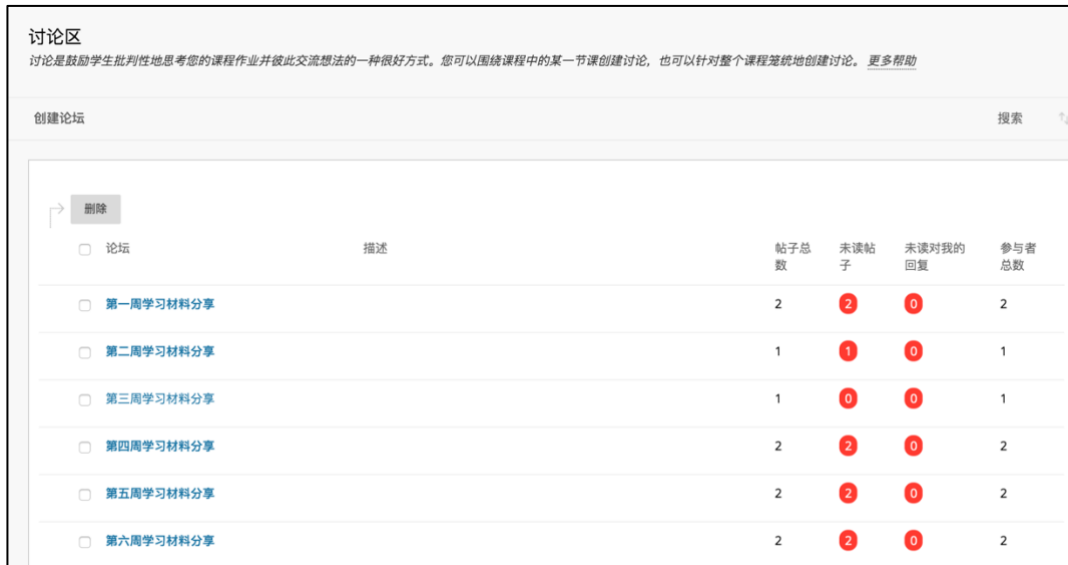 讨论区
讨论是鼓励学生批判性地思考您的课程作业并彼此交流想法的一种很好方式。您可以围绕课程中的某一节课创建讨论，也可以针对整个课程笼统地创建讨论。 更多帮助
创建论坛 搜索
删除
论坛 描述 帖子总数 未读帖子 未读对我的回复 参与者总数
第一周学习材料分享 2 2 0 2
第二周学习材料分享 1 1 0 1
第三周学习材料分享 1 0 0 1
第四周学习材料分享 2 2 0 2
第五周学习材料分享 2 2 0 2
第六周学习材料分享 2 2 0 2